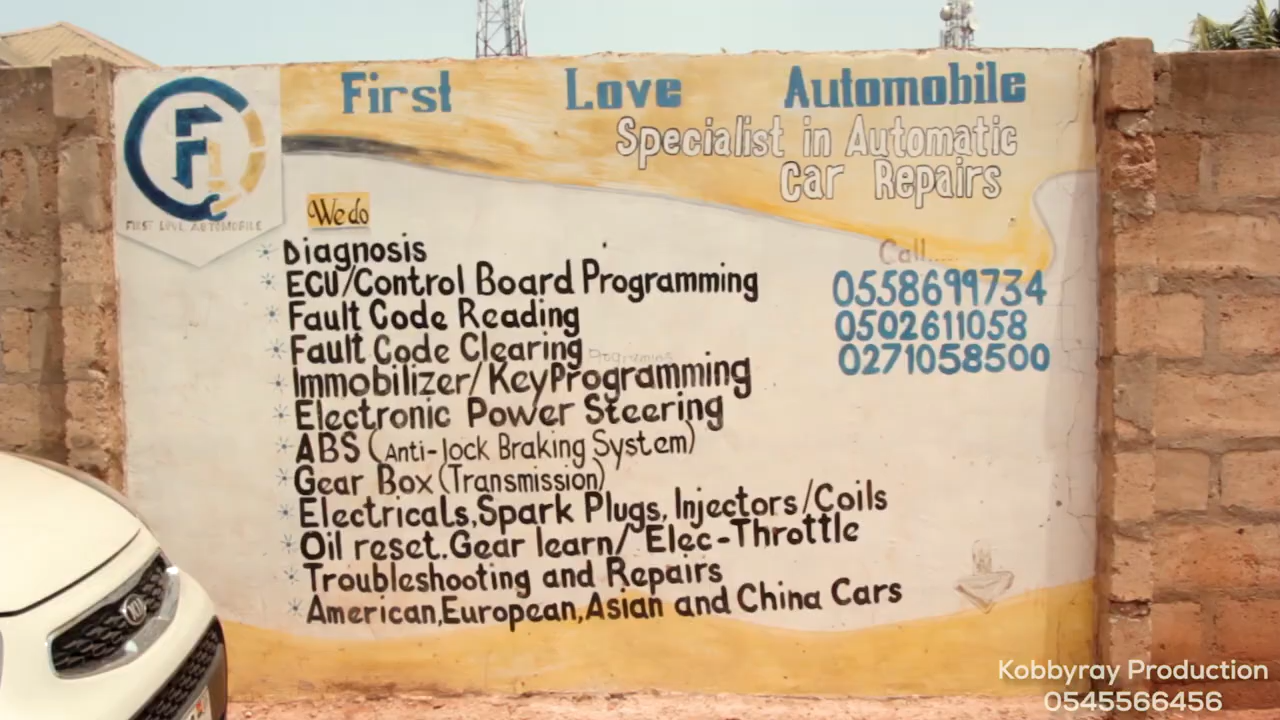 First Love Automobile
Specialist in Automatic
Car Repairs
FIRST LOVE AUTOMOBILE
We do
Diagnosis
ECU/Control Board Programming
Fault Code Reading
Fault Code Clearing
Programming
Immobilizer/KeyProgramming
Electronic Power Steering
ABS (Anti-lock Braking System)
Gear Box (Transmission)
Electricals,Spark Plugs, Injectors/Coils
Oil reset.Gear learn/ Elec-Throttle
Troubleshooting and Repairs
American,European,Asian and China Cars
Call.....
0558699734
0502611058
0271058500
Kobbyray Production
0545566456